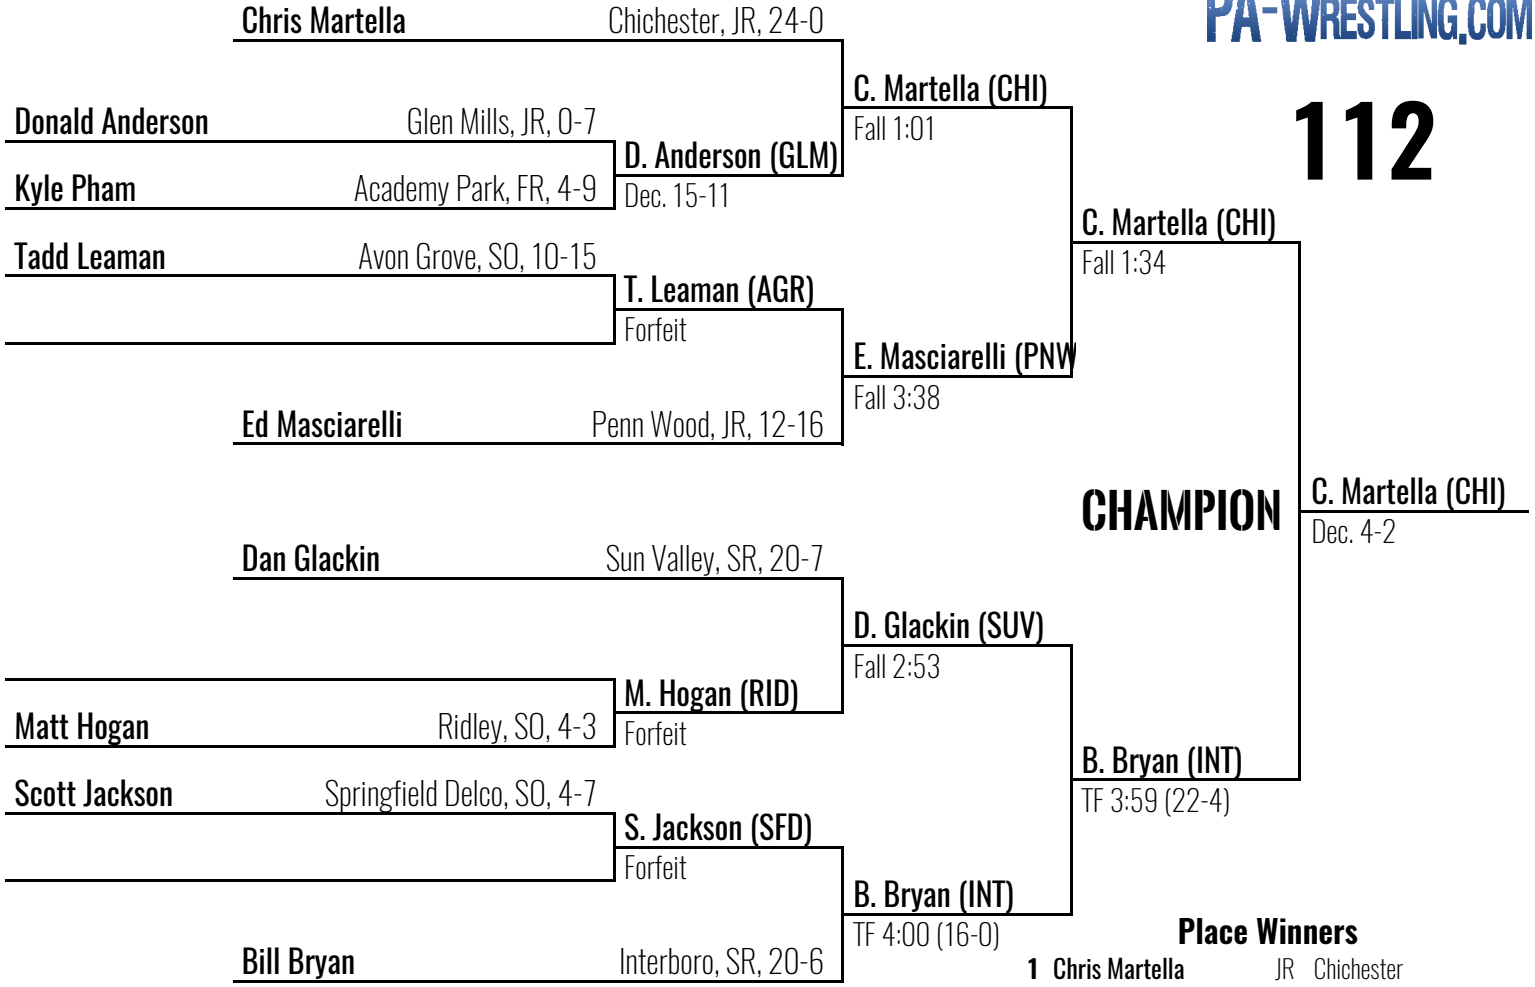 PA-WRESTLING.COM
112
Chris Martella Chichester, JR, 24-0
C. Martella (CHI)
Fall 1:01
Donald Anderson Glen Mills, JR, 0-7
D. Anderson (GLM)
Dec. 15-11
Kyle Pham Academy Park, FR, 4-9
C. Martella (CHI)
Fall 1:34
Tadd Leaman Avon Grove, SO, 10-15
T. Leaman (AGR)
Forfeit
E. Masciarelli (PNW
Fall 3:38
Ed Masciarelli Penn Wood, JR, 12-16
CHAMPION
C. Martella (CHI)
Dec. 4-2
Dan Glackin Sun Valley, SR, 20-7
D. Glackin (SUV)
Fall 2:53
M. Hogan (RID)
Forfeit
Matt Hogan Ridley, SO, 4-3
B. Bryan (INT)
TF 3:59 (22-4)
Scott Jackson Springfield Delco, SO, 4-7
S. Jackson (SFD)
Forfeit
B. Bryan (INT)
TF 4:00 (16-0)
Bill Bryan Interboro, SR, 20-6
Place Winners
1 Chris Martella JR Chichester